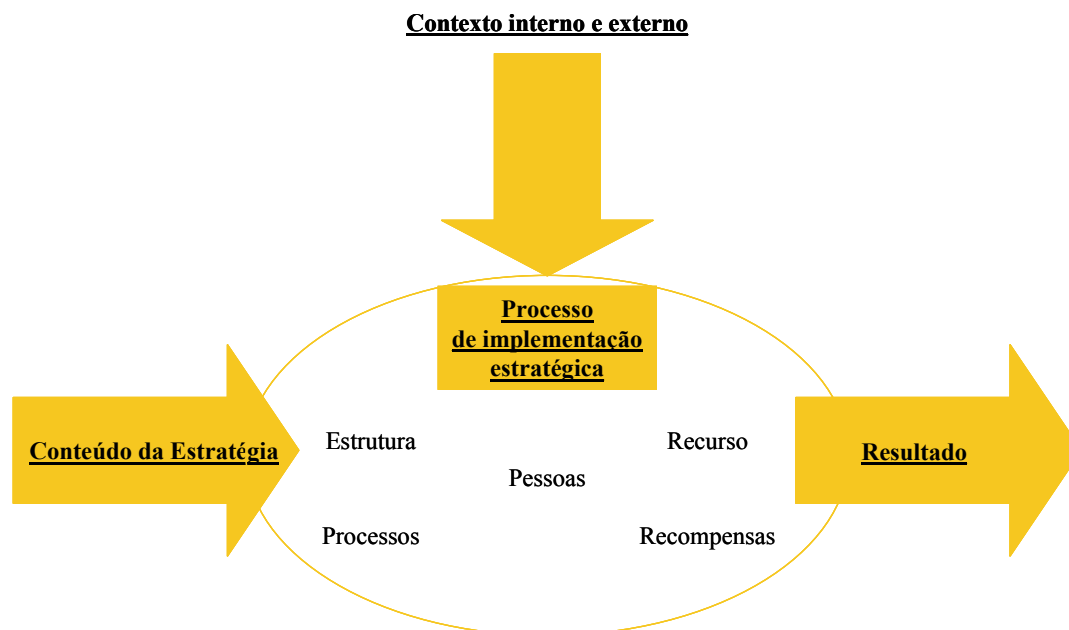 Contexto interno e externo
Processo
de implementação
estratégica
Conteúdo da Estratégia
Estrutura
Recurso
Resultado
Pessoas
Processos
Recompensas